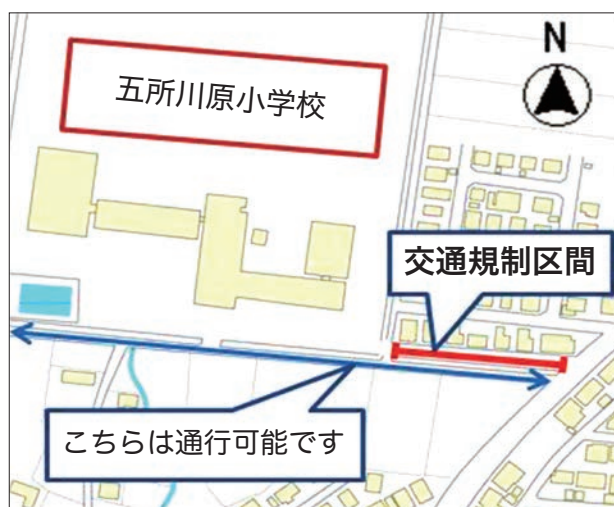 N
五所川原小学校
交通規制区間
こちらは通行可能です